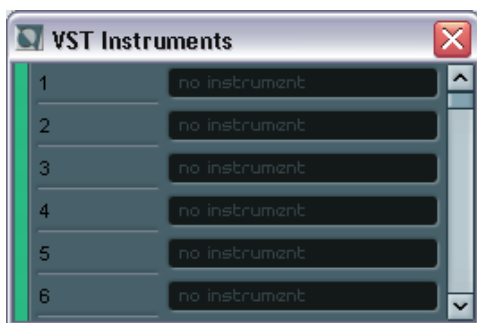 VST Instruments
1 no instrument
2 no instrument
3 no instrument
4 no instrument
5 no instrument
6 no instrument